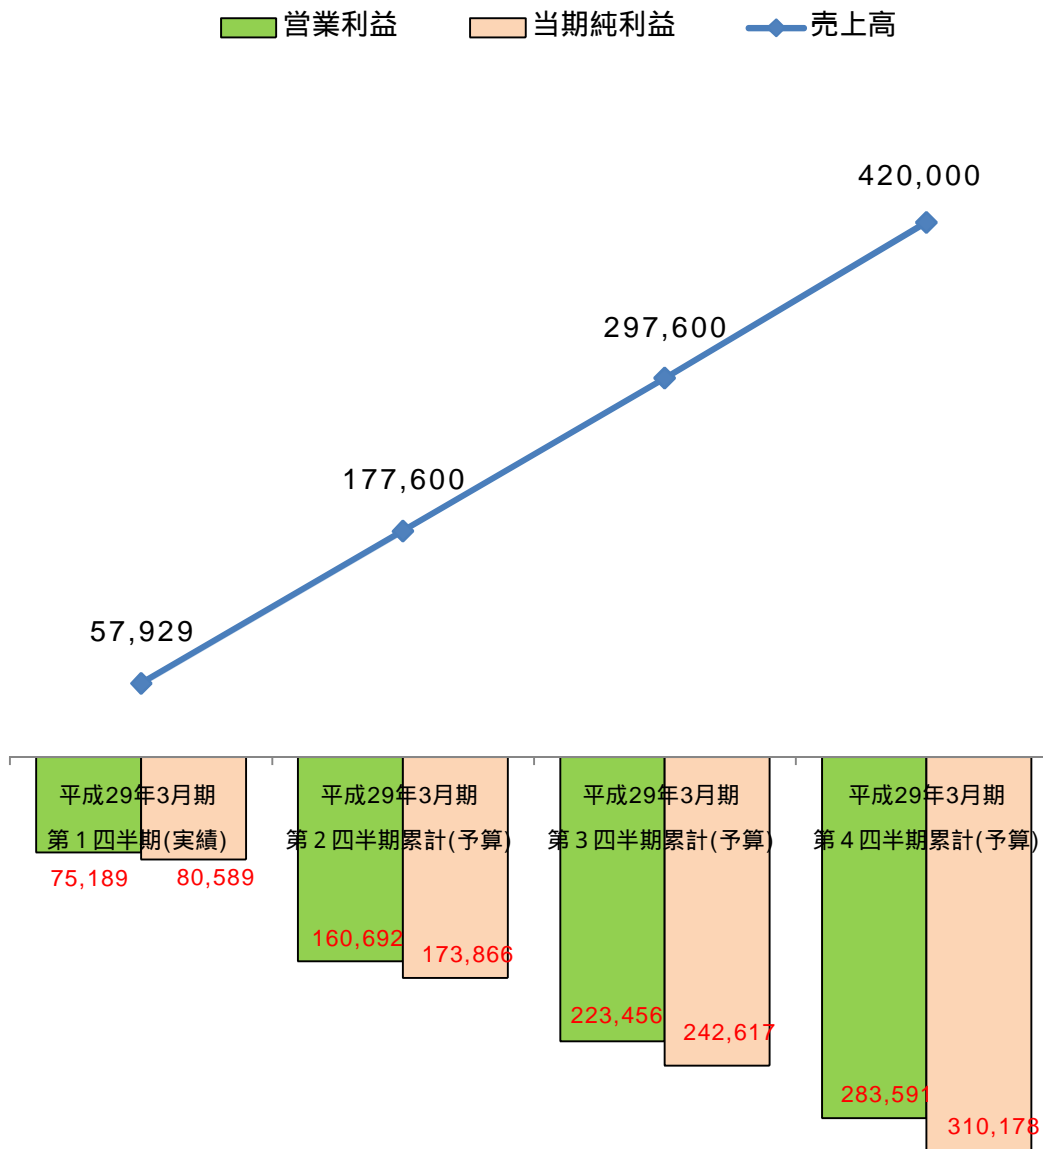 営業利益 当期純利益 売上高
420,000
297,600
177,600
57,929
平成29年3月期 平成29年3月期 平成29年3月期 平成29年3月期
第1四半期(実績) 第2四半期累計(予算) 第3四半期累計(予算) 第4四半期累計(予算)
75,189 80,589
160,692 173,866
223,456 242,617
283,591 310,178